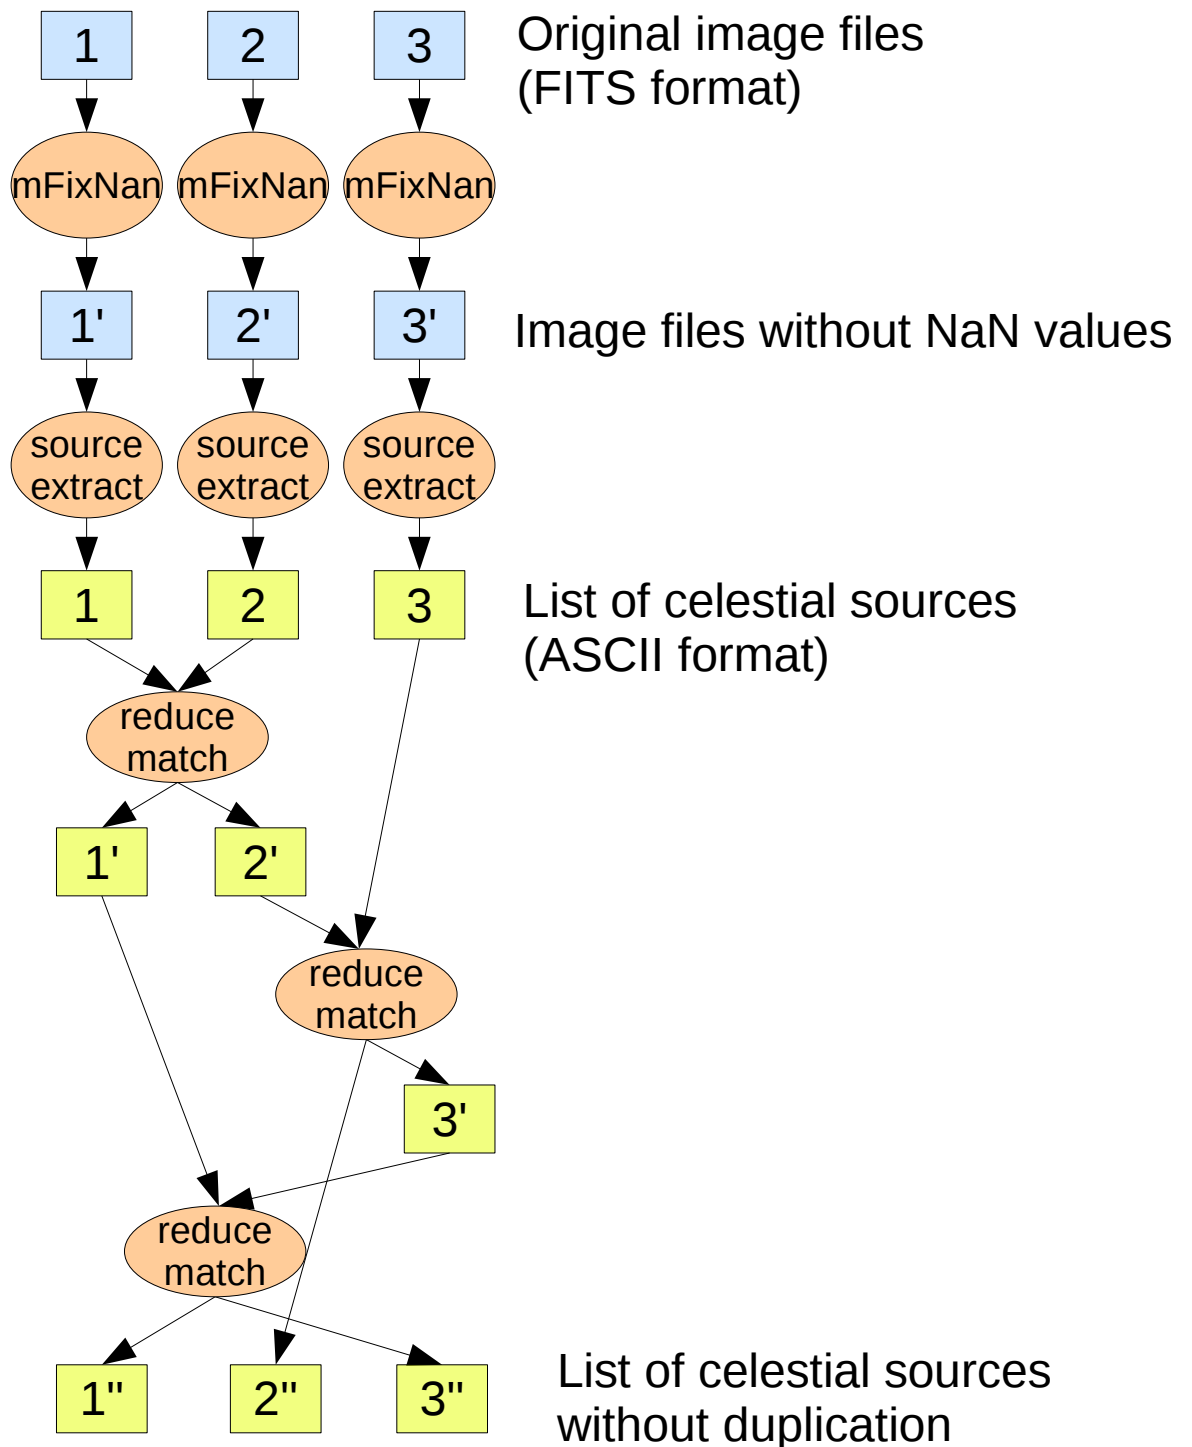 1 2 3 Original image files
(FITS format)
mFixNan mFixNan mFixNan
1' 2' 3' Image files without NaN values
source source source
extract extract extract
1 2 3 List of celestial sources
(ASCII format)
reduce
match
1' 2'
reduce
match
3'
reduce
match
1'' 2'' 3'' List of celestial sources
without duplication